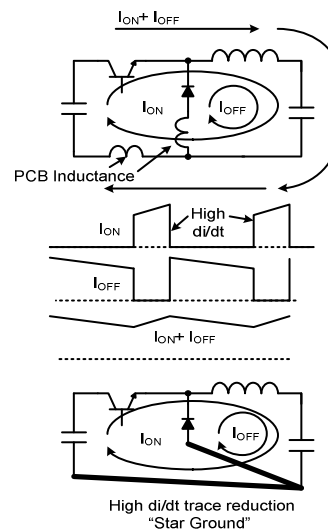 I_ON + I_OFF
I_ON
I_OFF
PCB Inductance
High
di/dt
I_ON
I_OFF
I_ON + I_OFF
I_ON
I_OFF
High di/dt trace reduction
“Star Ground”